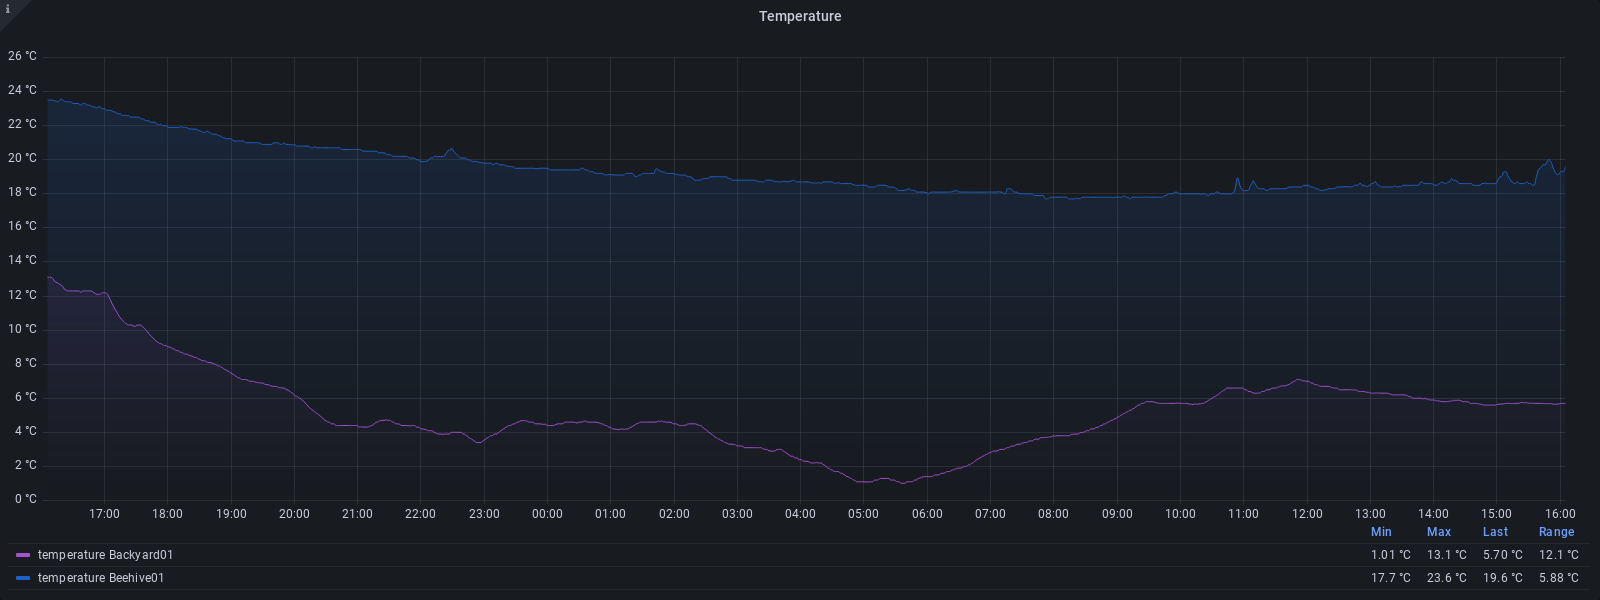 i
Temperature
26 °C
24 °C
22 °C
20 °C
18 °C
16 °C
14 °C
12 °C
10 °C
8 °C
6 °C
4 °C
2 °C
0 °C
17:00 18:00 19:00 20:00 21:00 22:00 23:00 00:00 01:00 02:00 03:00 04:00 05:00 06:00 07:00 08:00 09:00 10:00 11:00 12:00 13:00 14:00 15:00 16:00
Min Max Last Range
temperature Backyard01 1.01 °C 13.1 °C 5.70 °C 12.1 °C
temperature Beehive01 17.7 °C 23.6 °C 19.6 °C 5.88 °C